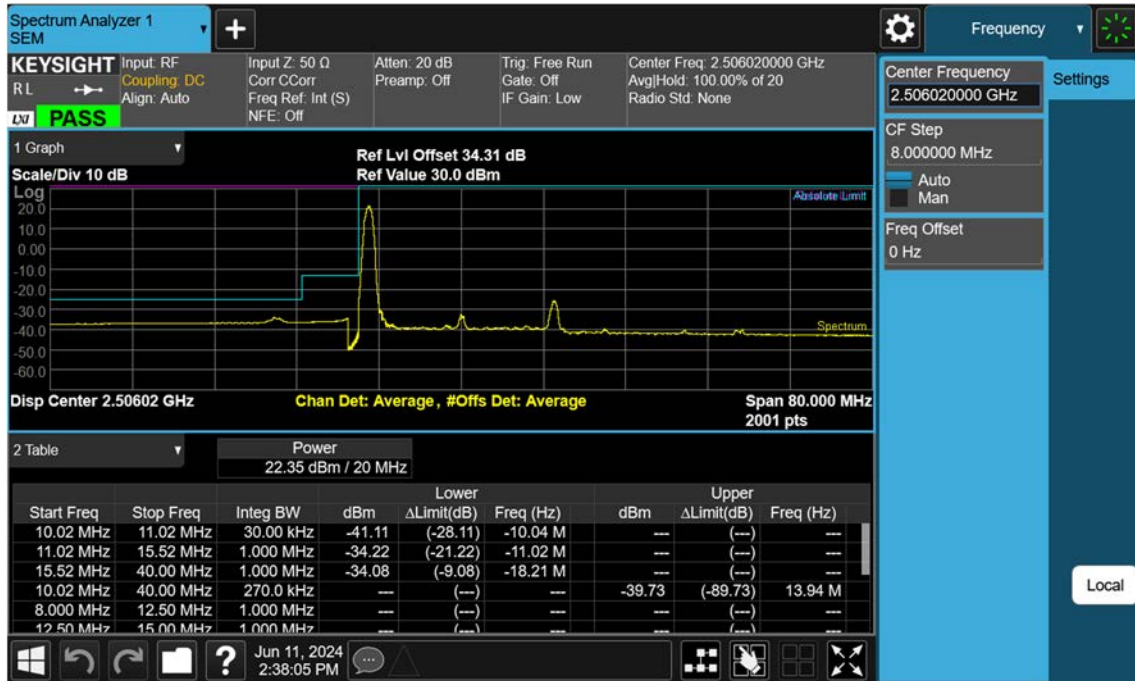 Spectrum Analyzer 1
SEM
Frequency
KEYSIGHT
R L
LXI PASS
Input: RF
Coupling: DC
Align: Auto
Input Z: 50 Ω
Corr CCorr
Freq Ref: Int (S)
NFE: Off
Atten: 20 dB
Preamp: Off
Trig: Free Run
Gate: Off
IF Gain: Low
Center Freq: 2.506020000 GHz
Avg|Hold: 100.00% of 20
Radio Std: None
Center Frequency
2.506020000 GHz
Settings
CF Step
8.000000 MHz
Auto
Man
Freq Offset
0 Hz
Local
1 Graph
Ref Lvl Offset 34.31 dB
Scale/Div 10 dB
Ref Value 30.0 dBm
Log
20.0
10.0
0.00
-10.0
-20.0
-30.0
-40.0
-50.0
-60.0
Absolute Limit
Spectrum
Disp Center 2.50602 GHz
Chan Det: Average, #Offs Det: Average
Span 80.000 MHz
2001 pts
2 Table
Power
22.35 dBm / 20 MHz
Lower Upper
Start Freq Stop Freq Integ BW dBm ΔLimit(dB) Freq (Hz) dBm ΔLimit(dB) Freq (Hz)
10.02 MHz 11.02 MHz 30.00 kHz -41.11 (-28.11) -10.04 M --- (---) ---
11.02 MHz 15.52 MHz 1.000 MHz -34.22 (-21.22) -11.02 M --- (---) ---
15.52 MHz 40.00 MHz 1.000 MHz -34.08 (-9.08) -18.21 M --- (---) ---
10.02 MHz 40.00 MHz 270.0 kHz --- (---) --- -39.73 (-89.73) 13.94 M
8.000 MHz 12.50 MHz 1.000 MHz --- (---) --- --- (---) ---
12.50 MHz 15.00 MHz 1.000 MHz --- (---) --- --- (---) ---
Jun 11, 2024
2:38:05 PM